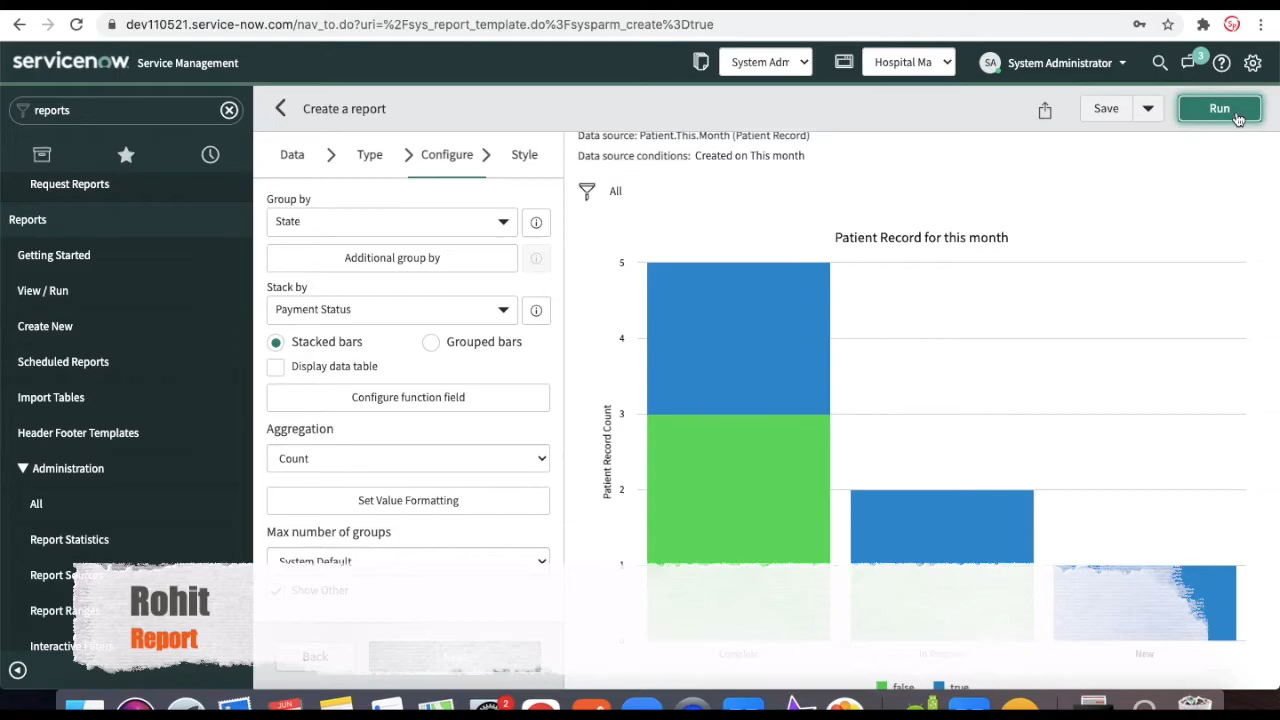 dev110521.service-now.com/nav_to.do?uri=%2Fsys_report_template.do%3Fsysparm_create%3Dtrue
Sp
servicenow Service Management
System Adm
Hospital Ma
SA System Administrator
3
reports
Create a report
Save
Run
Request Reports
Reports
Getting Started
View / Run
Create New
Scheduled Reports
Import Tables
Header Footer Templates
Administration
All
Report Statistics
Report
Report
Data
Type
Configure
Style
Group by
State
Additional group by
Stack by
Payment Status
Stacked bars
Grouped bars
Display data table
Configure function field
Aggregation
Count
Set Value Formatting
Max number of groups
System Default
Show Other
Back
Data source: Patient.This.Month (Patient Record)
Data source conditions: Created on This month
All
Patient Record for this month
5
4
3
2
1
0
Patient Record Count
Complete
In Progress
New
false
true
Rohit
Report
JUN
2